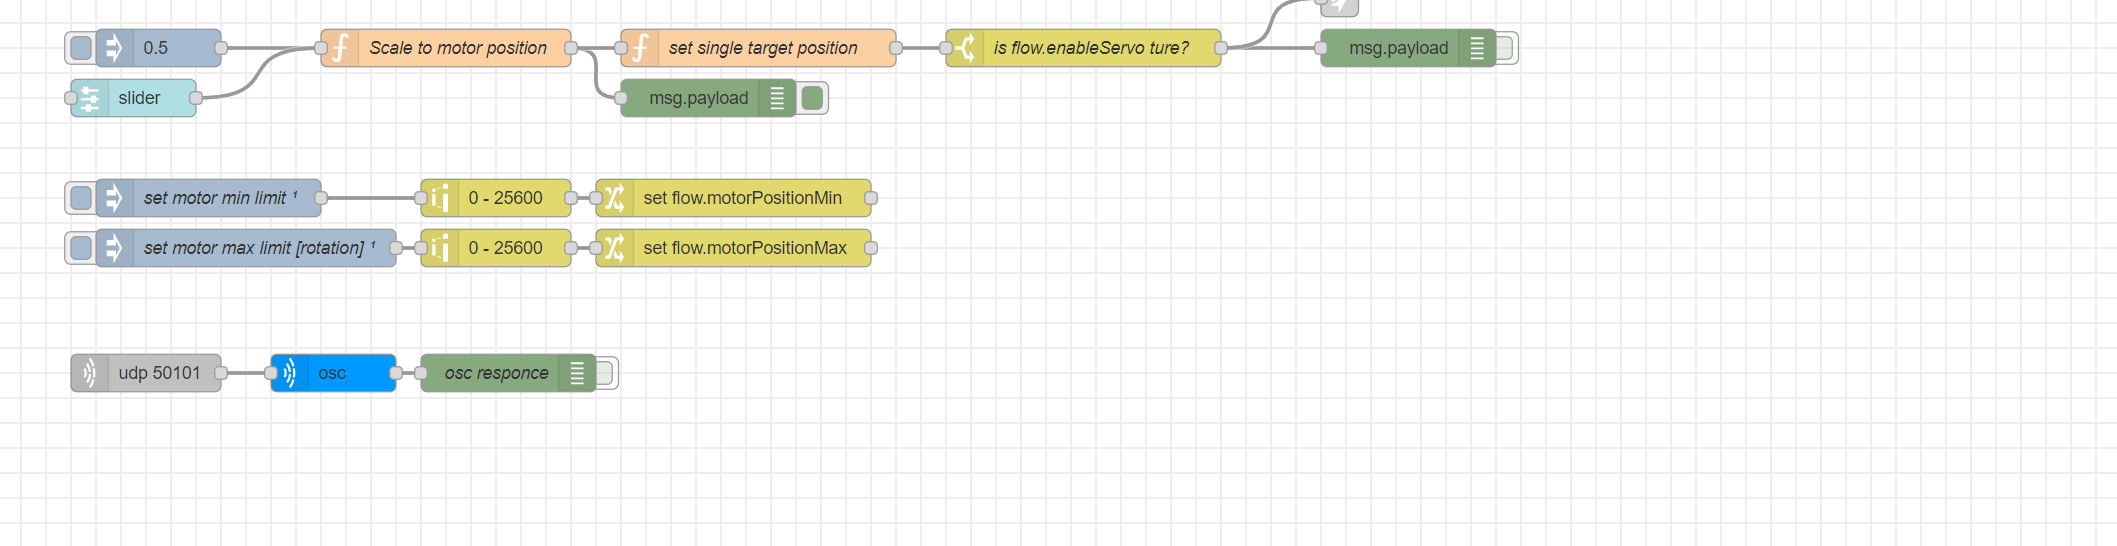 0.5
Scale to motor position
set single target position
is flow.enableServo ture?
msg.payload
slider
msg.payload
set motor min limit ¹
0 - 25600
set flow.motorPositionMin
set motor max limit [rotation] ¹
0 - 25600
set flow.motorPositionMax
udp 50101
osc
osc responce